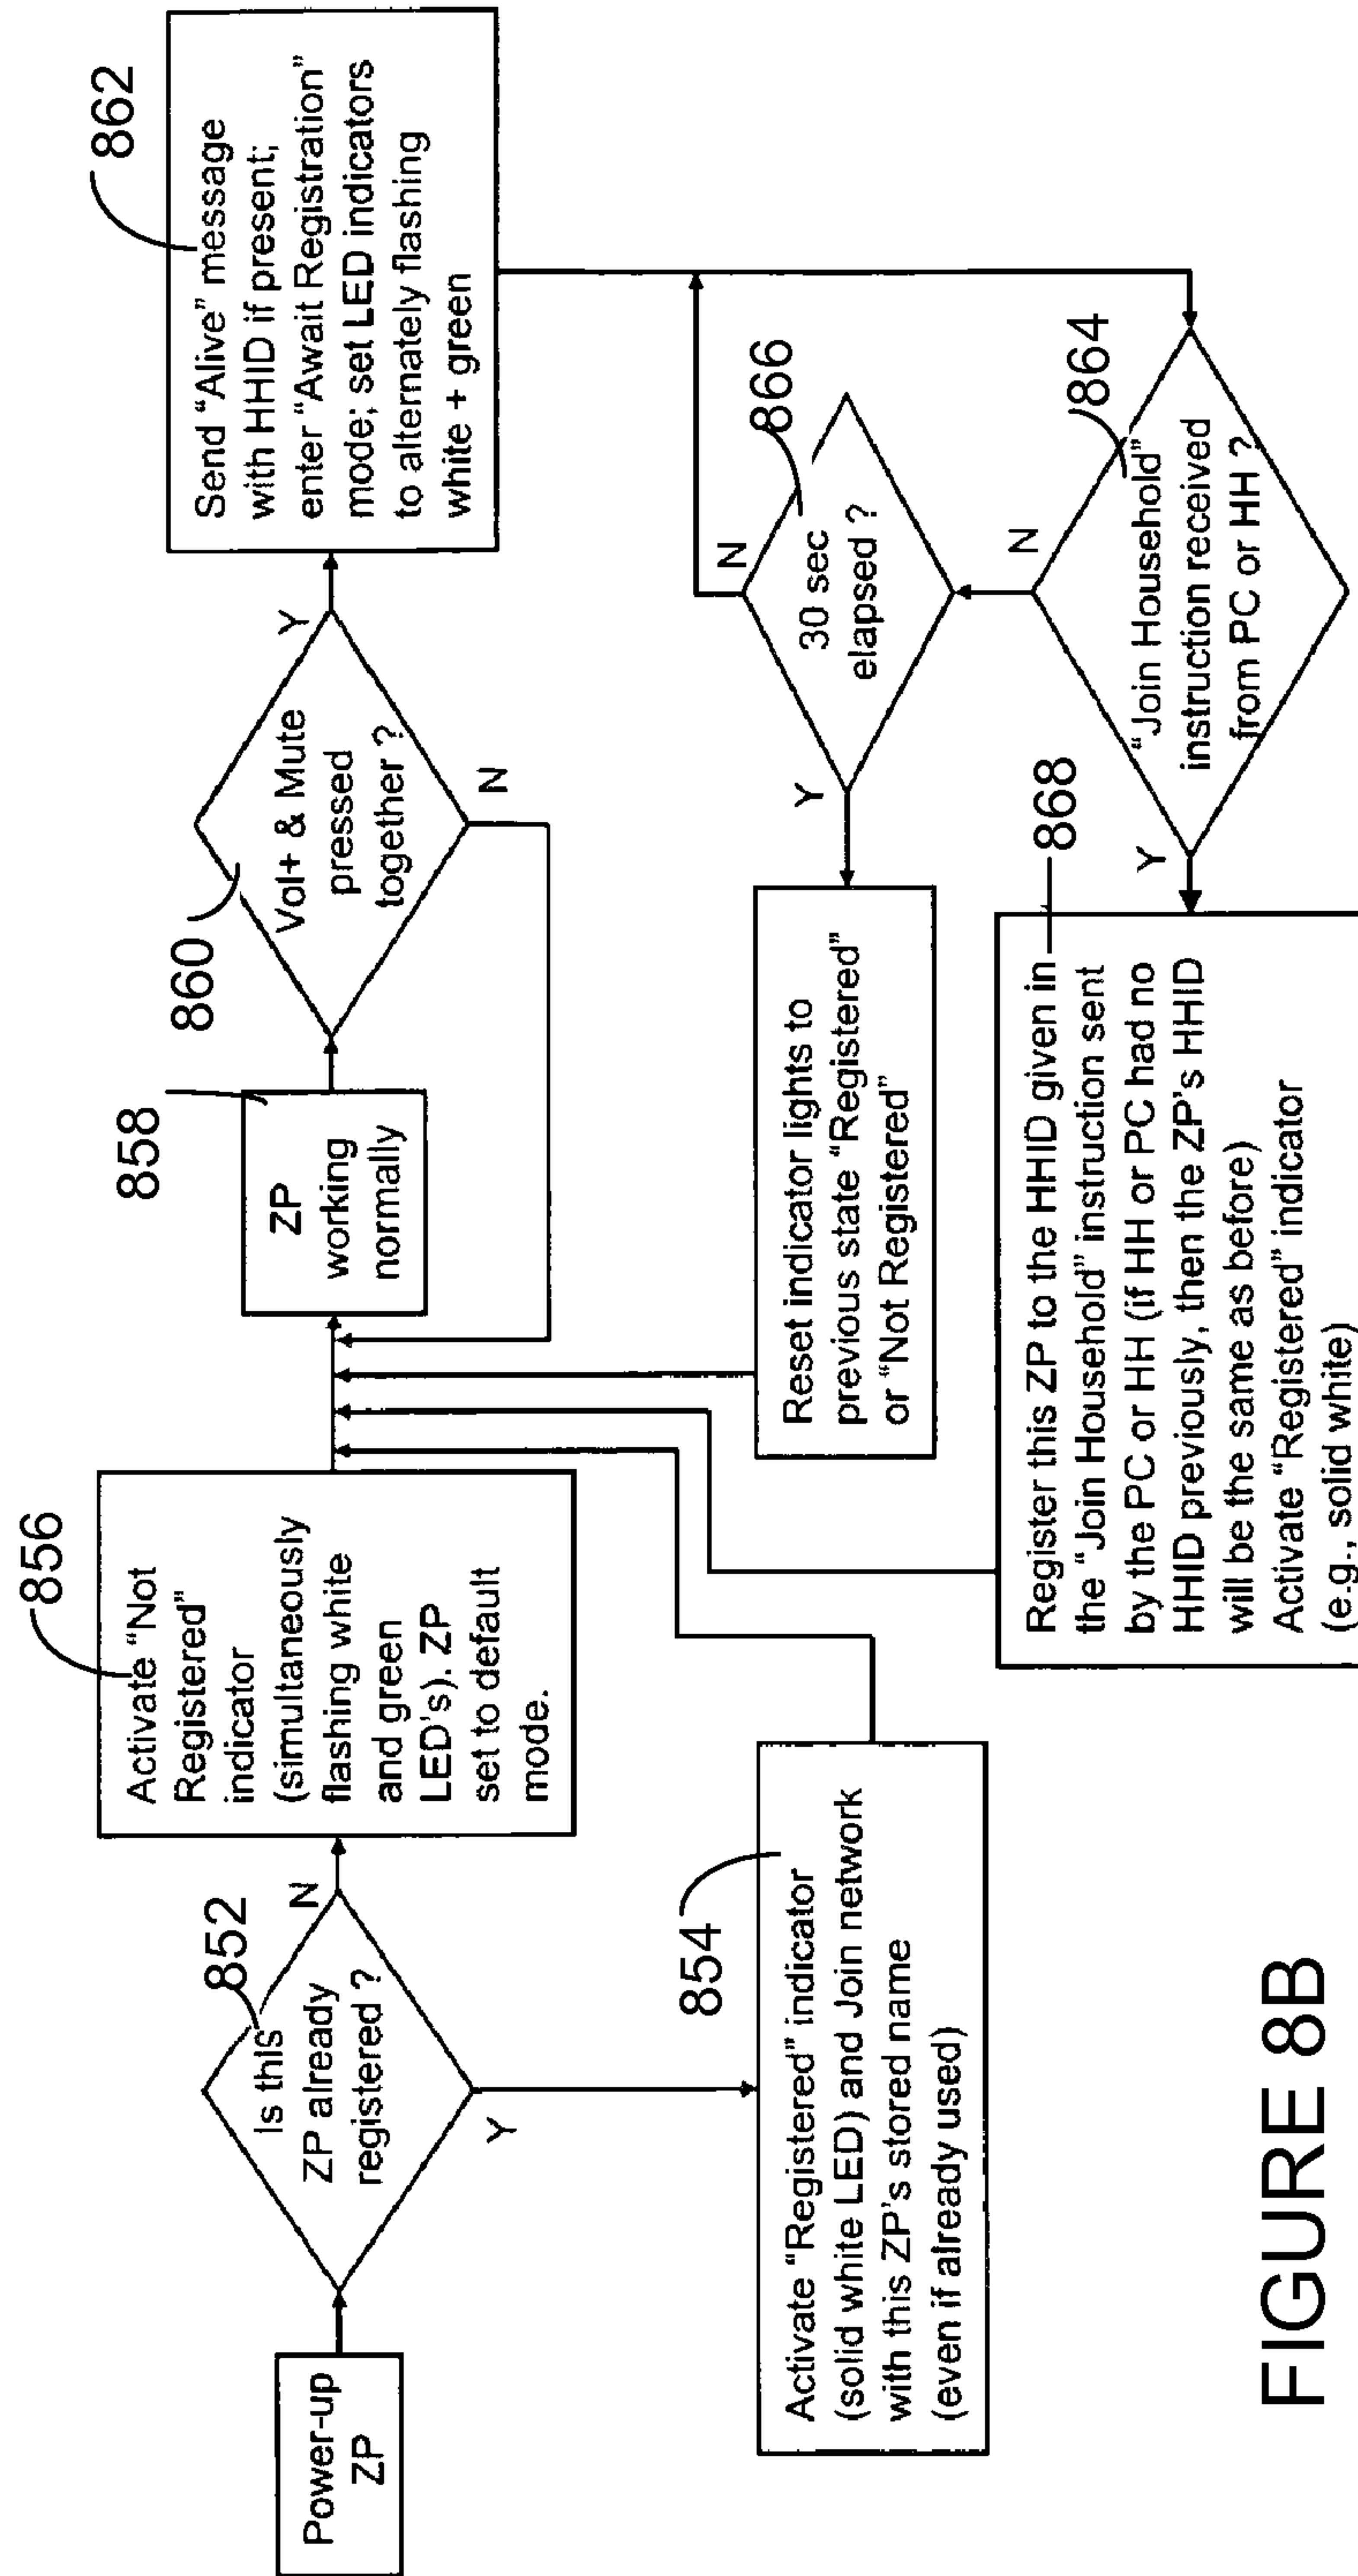 Power-up
ZP
852
Is this
ZP already
registered ?
N
Y
856
Activate “Not
Registered”
indicator
(simultaneously
flashing white
and green
LED's). ZP
set to default
mode.
854
Activate “Registered” indicator
(solid white LED) and Join network
with this ZP's stored name
(even if already used)
858
ZP
working
normally
860
Vol+ & Mute
pressed
together ?
Y
N
862
Send “Alive” message
with HHID if present;
enter “Await Registration”
mode; set LED indicators
to alternately flashing
white + green
866
30 sec
elapsed ?
N
Y
Reset indicator lights to
previous state “Registered”
or “Not Registered”
864
“Join Household”
instruction received
from PC or HH ?
N
Y
868
Register this ZP to the HHID given in
the “Join Household” instruction sent
by the PC or HH (if HH or PC had no
HHID previously, then the ZP's HHID
will be the same as before)
Activate “Registered” indicator
(e.g., solid white)
FIGURE 8B